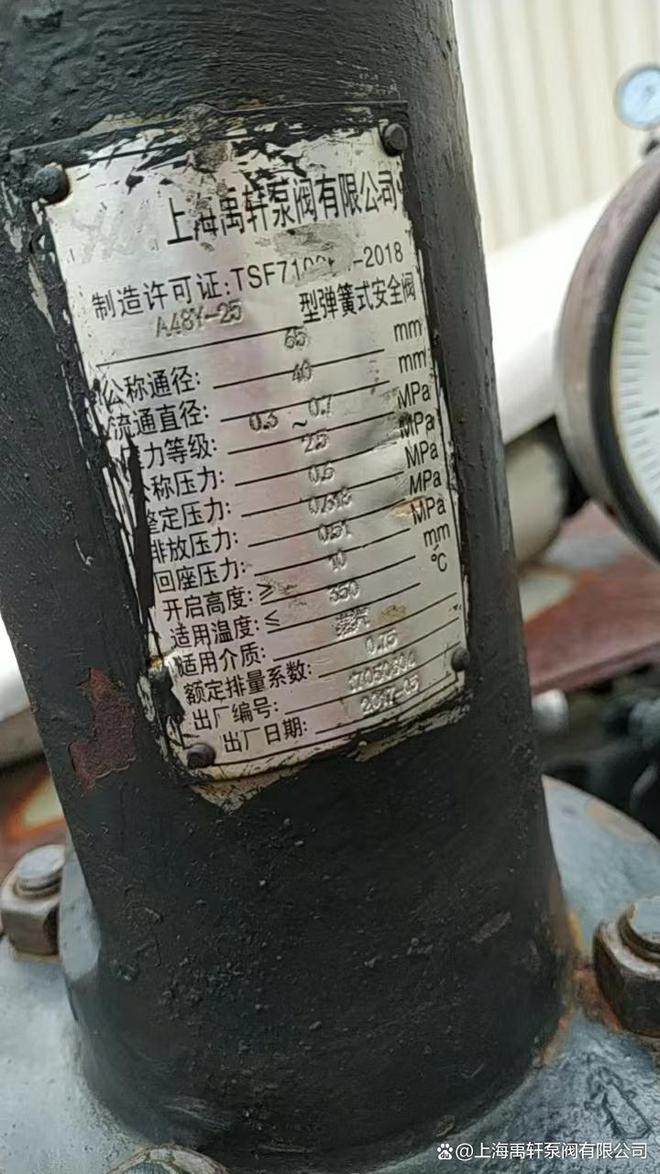 上海禹轩泵阀有限公司
制造许可证:TSF710 -2018
A48Y-25 型弹簧式安全阀
公称通径: 65 mm
流通直径: 40 mm
压力等级: 0.3 ~0.7 MPa
公称压力: 25 MPa
整定压力: 0.6 MPa
排放压力: 0.618 MPa
回座压力: 0.51 MPa
开启高度:≥ 10 mm
适用温度:≤ 350 ℃
适用介质: 蒸汽
额定排量系数: 0.75
出厂编号: 17050304
出厂日期: 2017-05
@上海禹轩泵阀有限公司